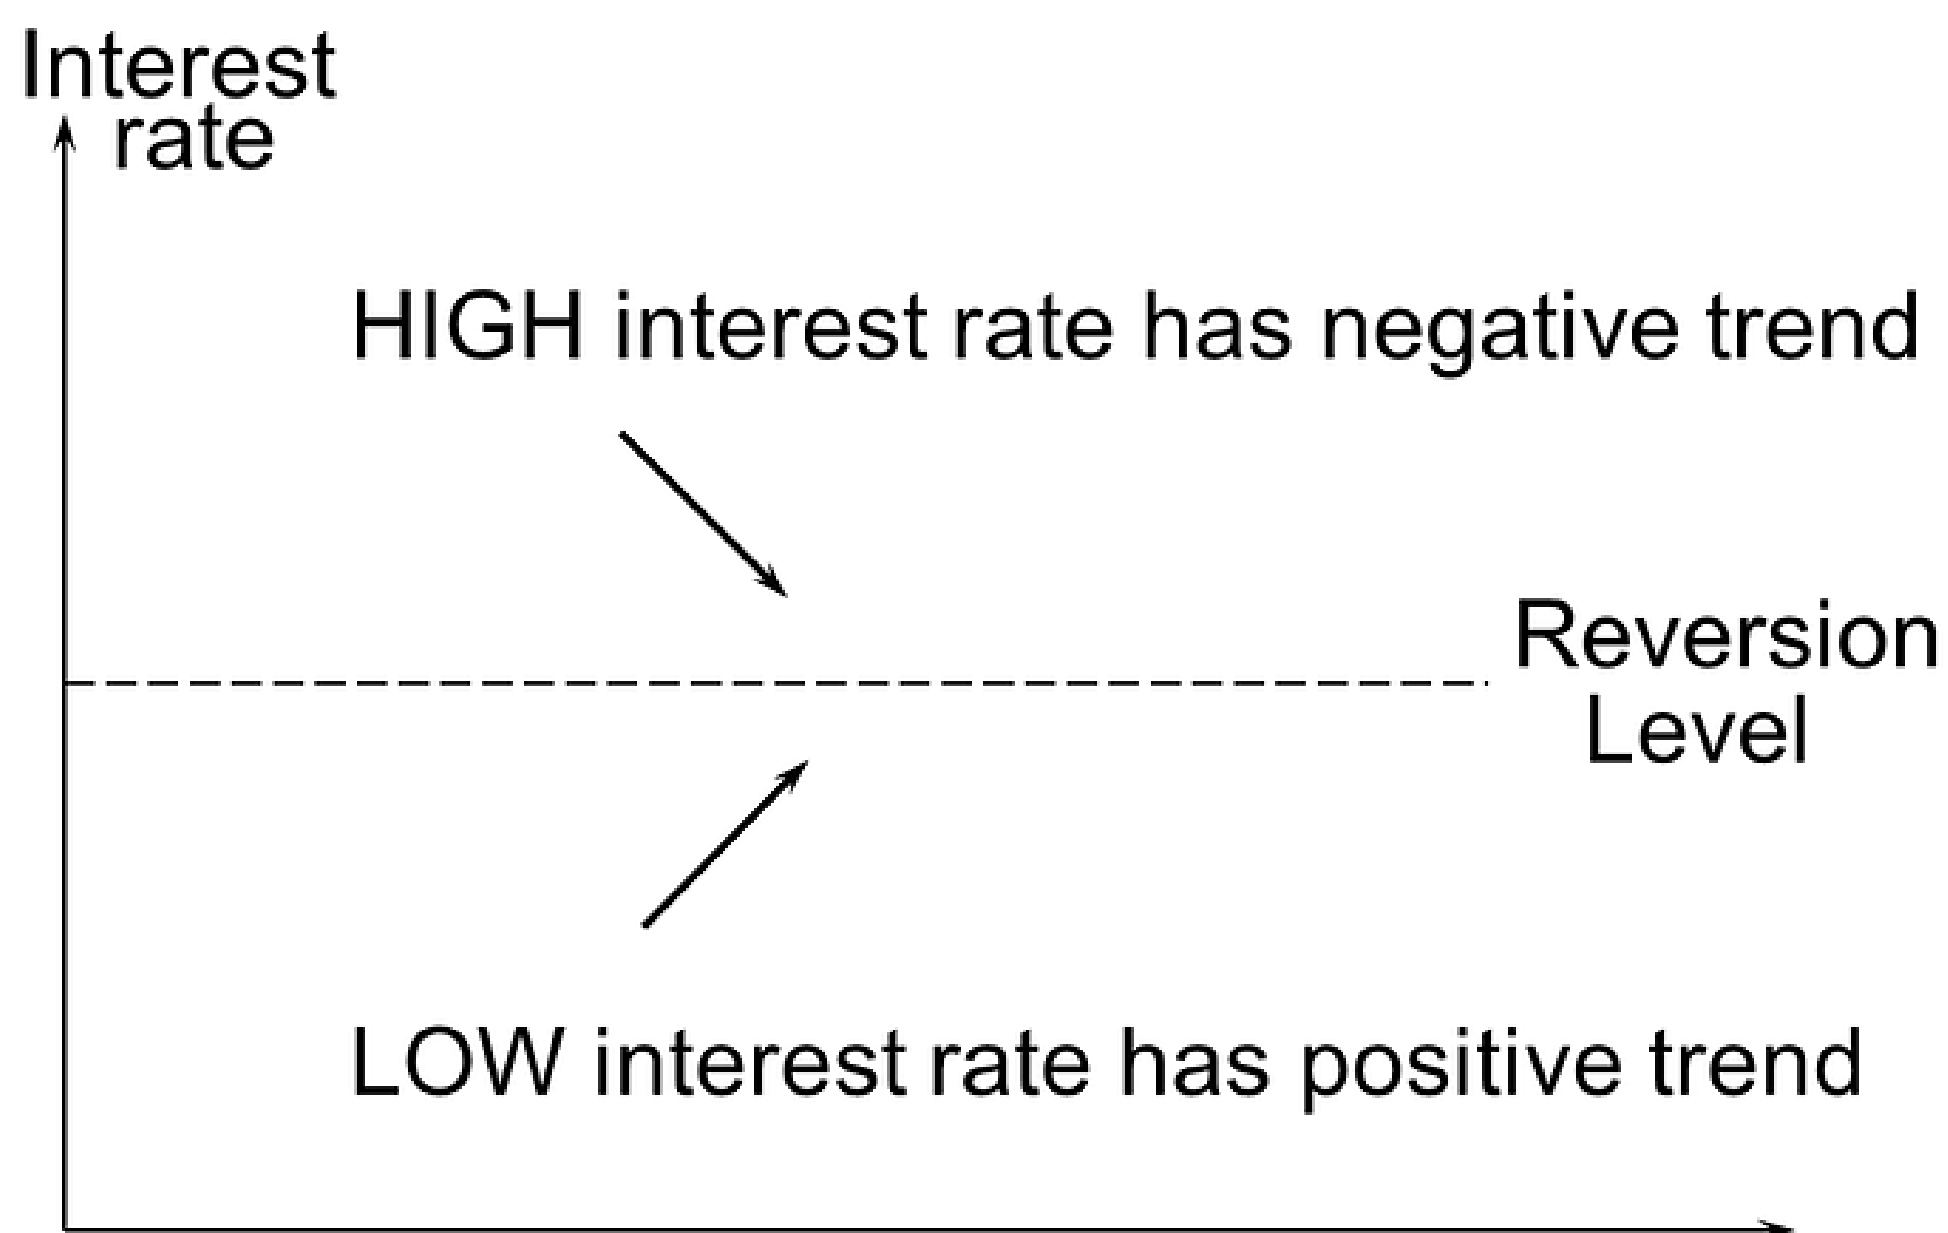 Interest
rate
HIGH interest rate has negative trend
Reversion
Level
LOW interest rate has positive trend